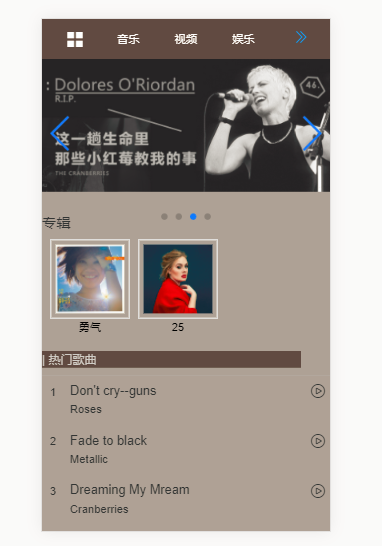 音乐 视频 娱乐
: Dolores O'Riordan
R.I.P.
46
这一趟生命里
那些小红莓教我的事
THE CRANBERRIES
专辑
勇气 25
| 热门歌曲
1 Don't cry--guns
Roses
2 Fade to black
Metallic
3 Dreaming My Mream
Cranberries